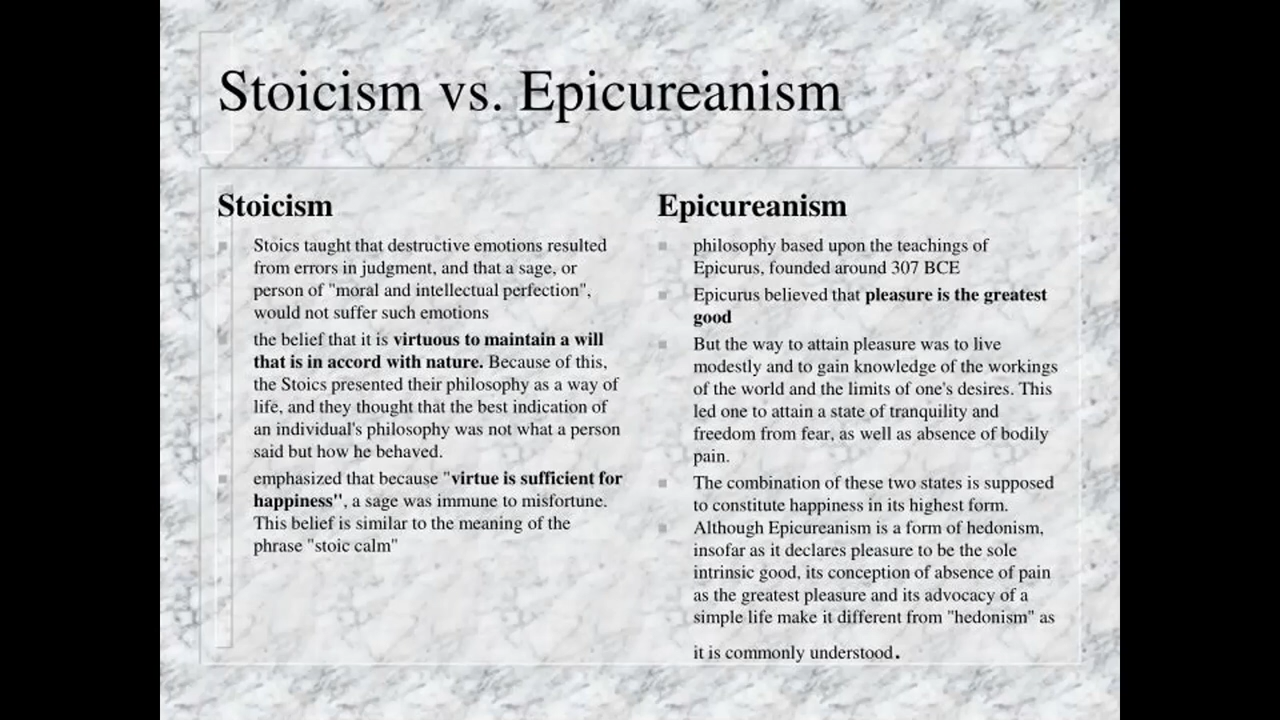 Stoicism vs. Epicureanism
Stoicism
Stoics taught that destructive emotions resulted
from errors in judgment, and that a sage, or
person of "moral and intellectual perfection",
would not suffer such emotions
the belief that it is virtuous to maintain a will
that is in accord with nature. Because of this,
the Stoics presented their philosophy as a way of
life, and they thought that the best indication of
an individual's philosophy was not what a person
said but how he behaved.
emphasized that because "virtue is sufficient for
happiness", a sage was immune to misfortune.
This belief is similar to the meaning of the
phrase "stoic calm"
Epicureanism
philosophy based upon the teachings of
Epicurus, founded around 307 BCE
Epicurus believed that pleasure is the greatest
good
But the way to attain pleasure was to live
modestly and to gain knowledge of the workings
of the world and the limits of one's desires. This
led one to attain a state of tranquility and
freedom from fear, as well as absence of bodily
pain.
The combination of these two states is supposed
to constitute happiness in its highest form.
Although Epicureanism is a form of hedonism,
insofar as it declares pleasure to be the sole
intrinsic good, its conception of absence of pain
as the greatest pleasure and its advocacy of a
simple life make it different from "hedonism" as
it is commonly understood.